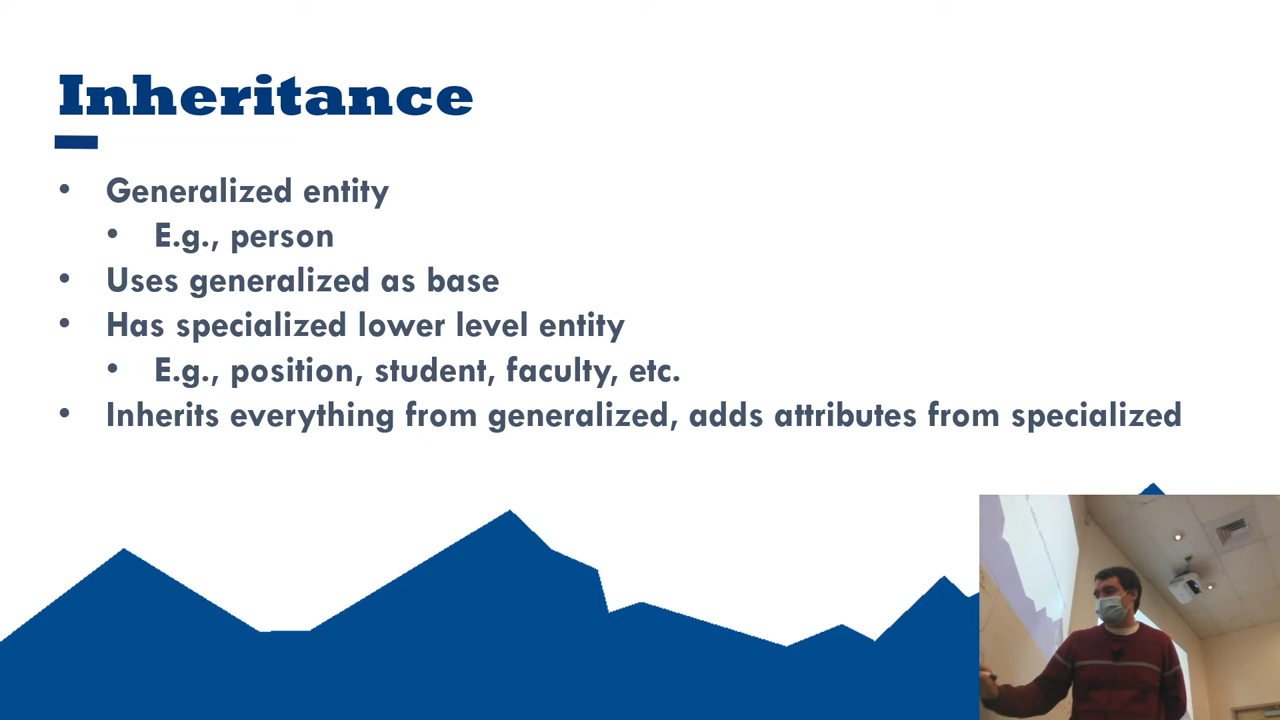 Inheritance
• Generalized entity
• E.g., person
• Uses generalized as base
• Has specialized lower level entity
• E.g., position, student, faculty, etc.
• Inherits everything from generalized, adds attributes from specialized